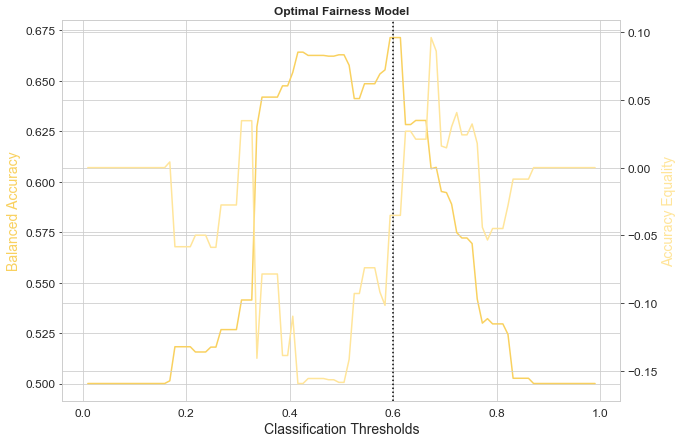 Optimal Fairness Model
0.675
0.650
0.625
0.600
0.575
0.550
0.525
0.500
Balanced Accuracy
0.10
0.05
0.00
−0.05
−0.10
−0.15
Accuracy Equality
0.0 0.2 0.4 0.6 0.8 1.0
Classification Thresholds